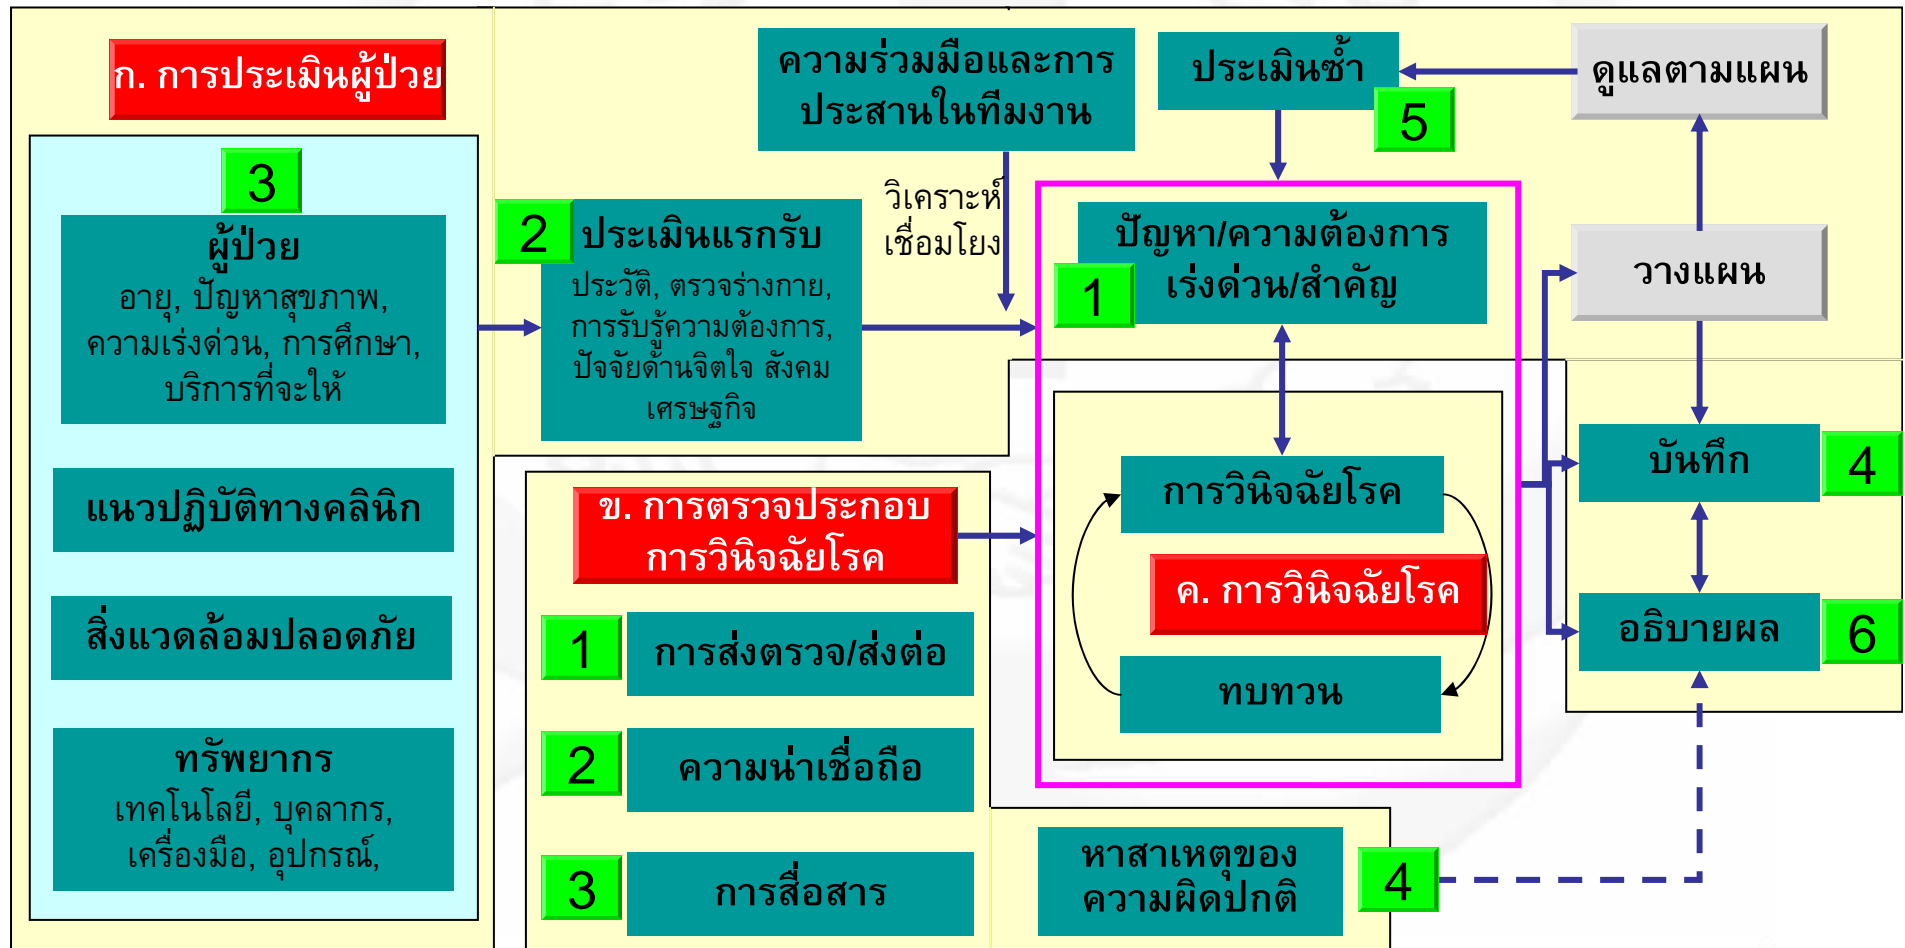 ก. การประเมินผู้ป่วย
3
ผู้ป่วย
อายุ, ปัญหาสุขภาพ,
ความเร่งด่วน, การศึกษา,
บริการที่จะให้
แนวปฏิบัติทางคลินิก
สิ่งแวดล้อมปลอดภัย
ทรัพยากร
เทคโนโลยี, บุคลากร,
เครื่องมือ, อุปกรณ์,
2
ประเมินแรกรับ
ประวัติ, ตรวจร่างกาย,
การรับรู้ความต้องการ,
ปัจจัยด้านจิตใจ สังคม
เศรษฐกิจ
ความร่วมมือและการ
ประสานในทีมงาน
วิเคราะห์
เชื่อมโยง
ประเมินซ้ำ
5
ดูแลตามแผน
วางแผน
ปัญหา/ความต้องการ
เร่งด่วน/สำคัญ
1
การวินิจฉัยโรค
ค. การวินิจฉัยโรค
ทบทวน
บันทึก
4
อธิบายผล
6
ข. การตรวจประกอบ
การวินิจฉัยโรค
1
การส่งตรวจ/ส่งต่อ
2
ความน่าเชื่อถือ
3
การสื่อสาร
หาสาเหตุของ
ความผิดปกติ
4